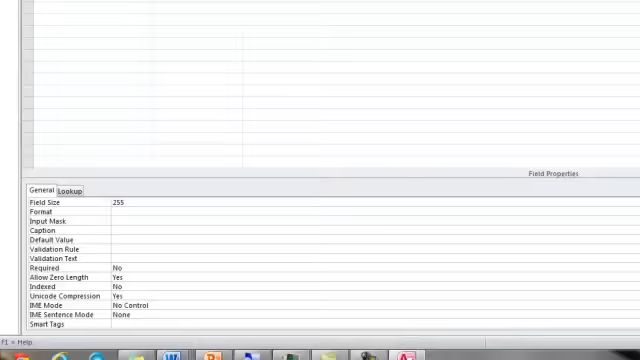 Field Properties
General Lookup
Field Size 255
Format
Input Mask
Caption
Default Value
Validation Rule
Validation Text
Required No
Allow Zero Length Yes
Indexed No
Unicode Compression Yes
IME Mode No Control
IME Sentence Mode None
Smart Tags
F1 = Help.